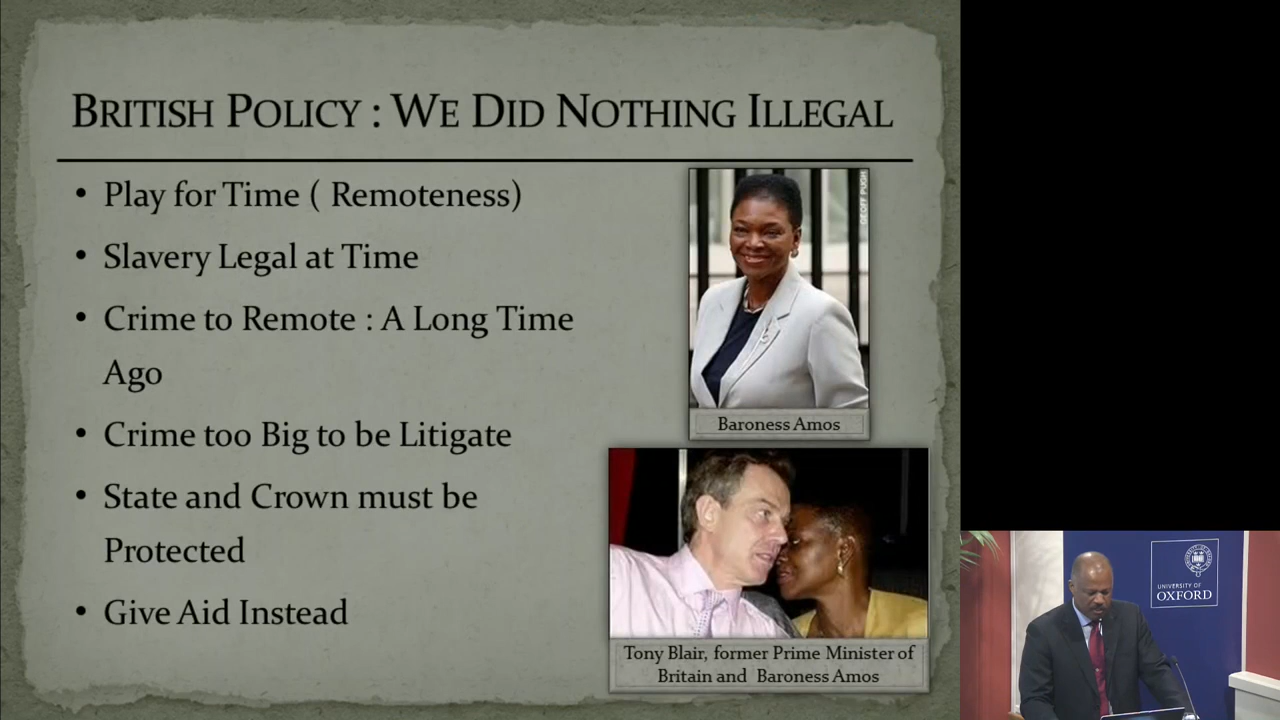 BRITISH POLICY : WE DID NOTHING ILLEGAL
• Play for Time ( Remoteness)
• Slavery Legal at Time
• Crime to Remote : A Long Time
Ago
• Crime too Big to be Litigate
• State and Crown must be
Protected
• Give Aid Instead
GEOFF PUGH
Baroness Amos
Tony Blair, former Prime Minister of
Britain and Baroness Amos
UNIVERSITY OF
OXFORD